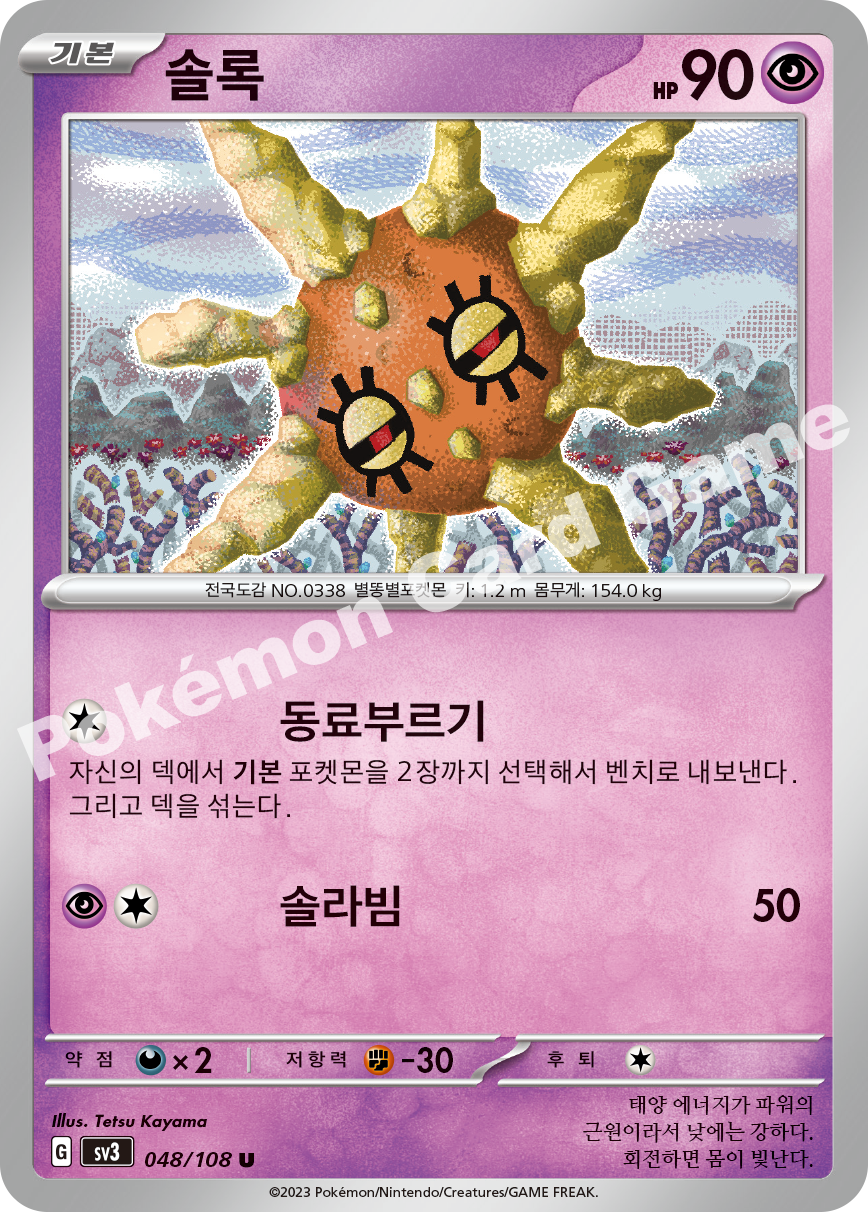 기본 솔록 HP 90
전국도감 NO.0338 별똥별포켓몬 키: 1.2 m 몸무게: 154.0 kg
Pokémon Card Game
동료부르기
자신의 덱에서 기본 포켓몬을 2장까지 선택해서 벤치로 내보낸다.
그리고 덱을 섞는다.
솔라빔 50
약점 ×2 저항력 -30 후퇴
Illus. Tetsu Kayama
G sv3 048/108 U
태양 에너지가 파워의
근원이라서 낮에는 강하다.
회전하면 몸이 빛난다.
©2023 Pokémon/Nintendo/Creatures/GAME FREAK.